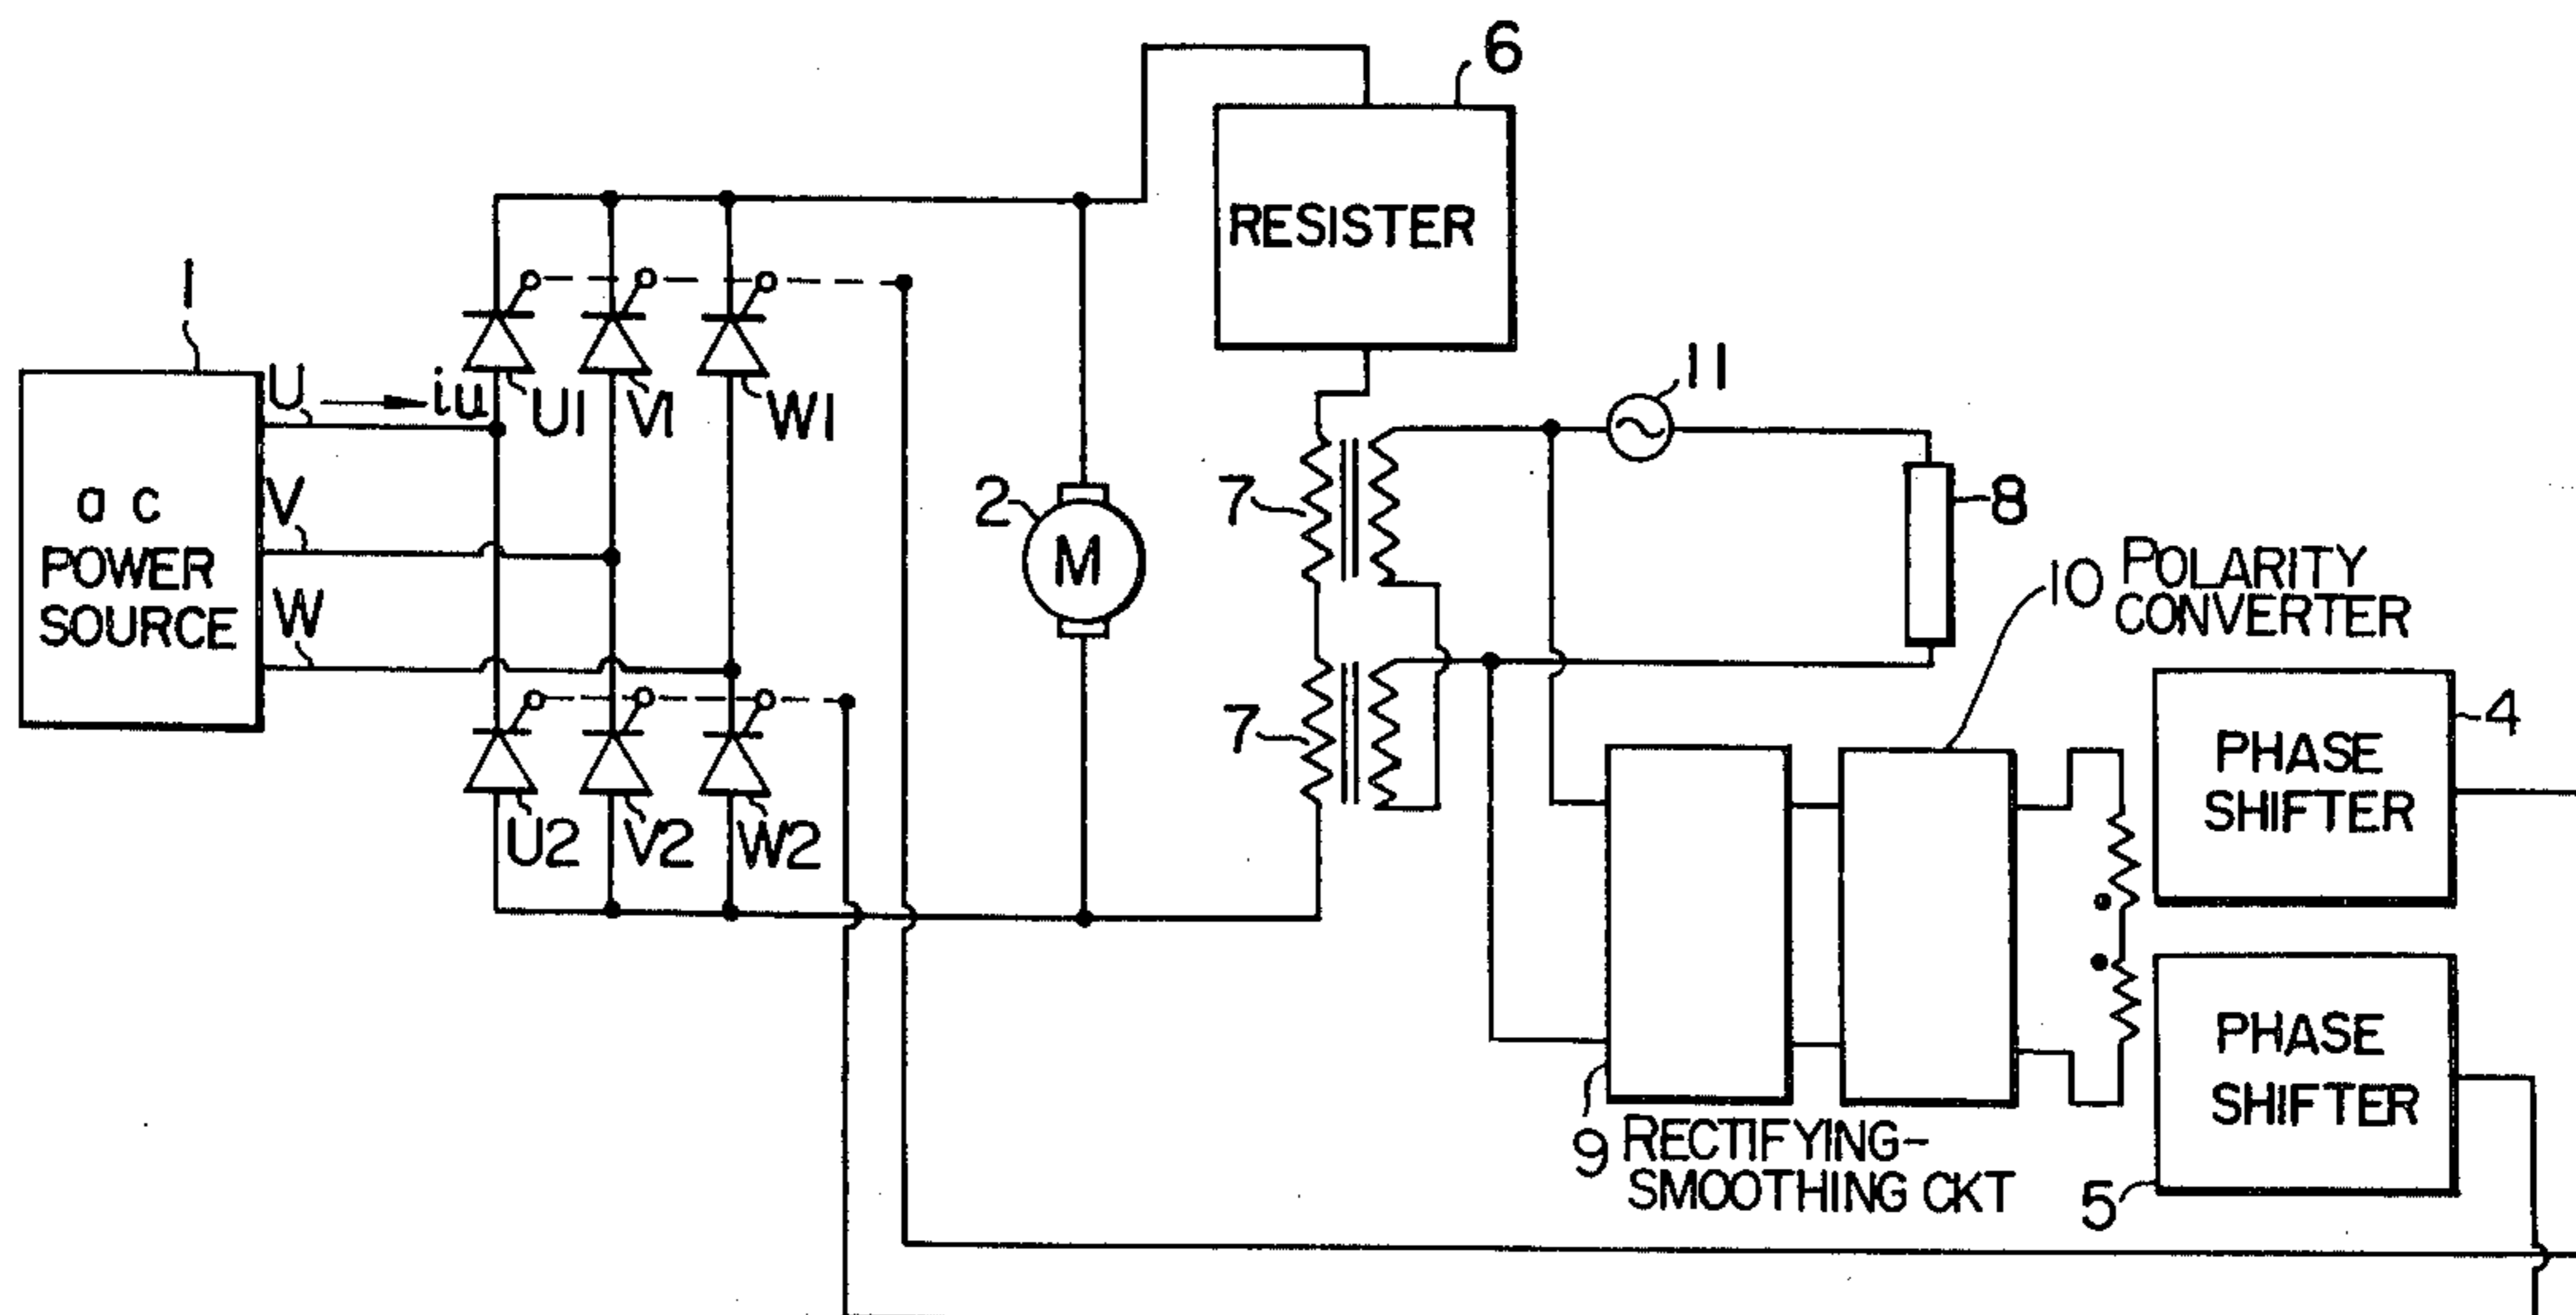 6
RESISTER
1
U
iu
U1
V1
W1
11
a c
POWER
SOURCE
V
W
2
M
7
8
7
10 POLARITY
CONVERTER
4
PHASE
SHIFTER
U2
V2
W2
9 RECTIFYING-
SMOOTHING CKT
PHASE
SHIFTER
5